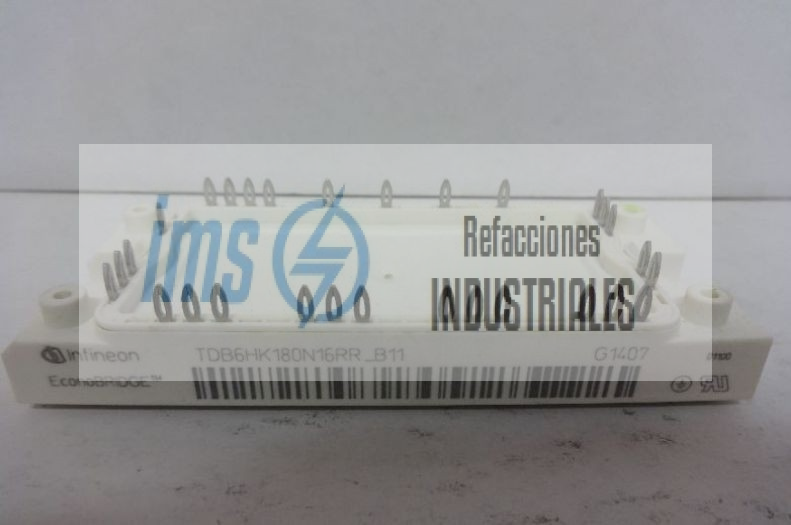 ims
Refacciones
INDUSTRIALES
infineon TDB6HK180N16RR_B11 G1407
EconoBRIDGE™